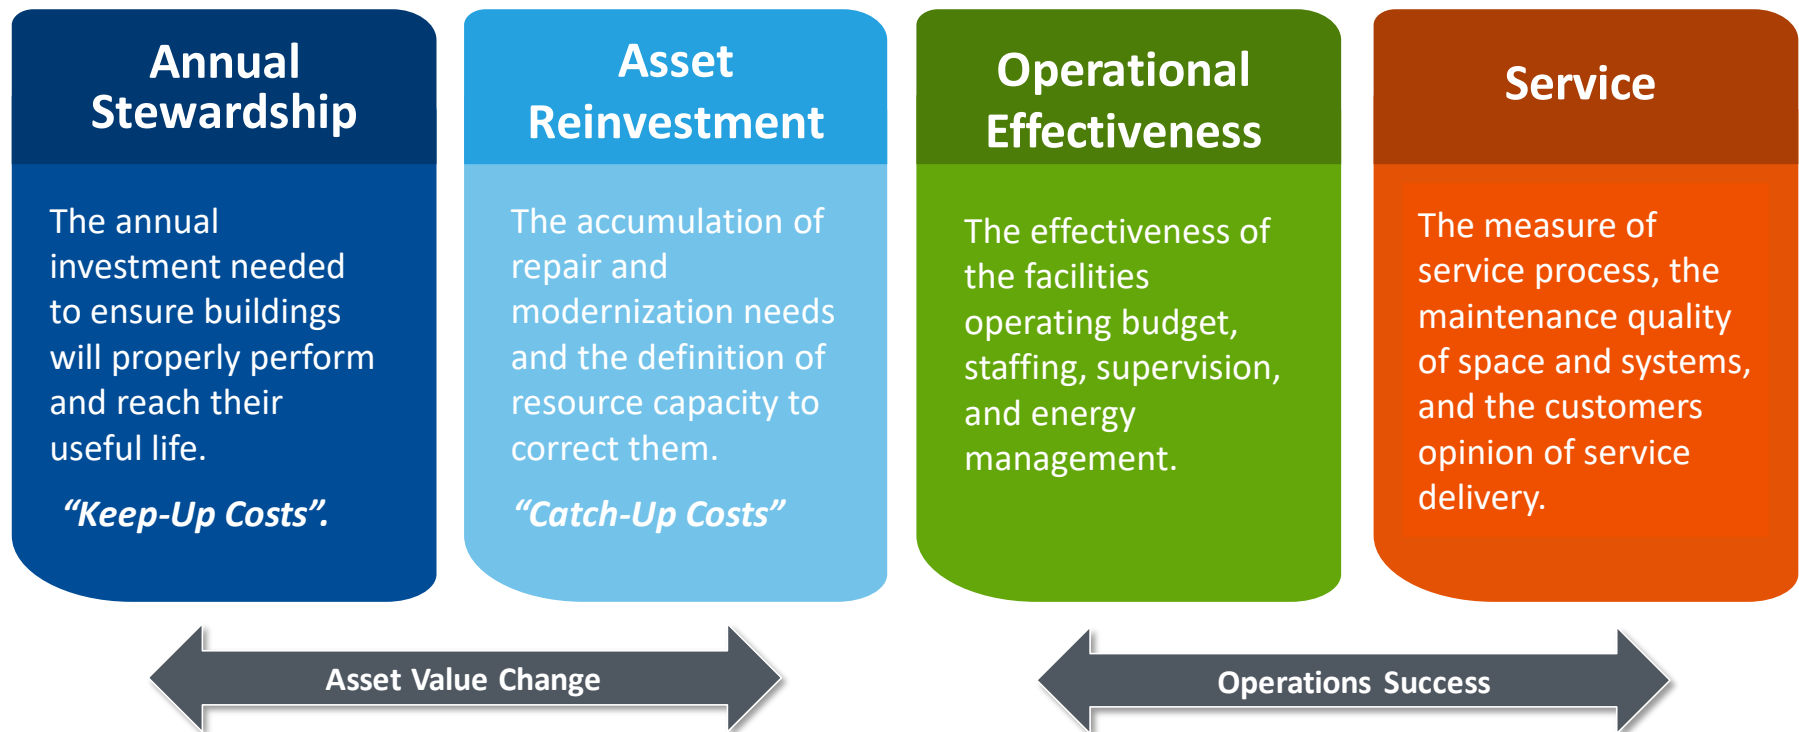 Annual
Stewardship
The annual
investment needed
to ensure buildings
will properly perform
and reach their
useful life.
“Keep-Up Costs”.
Asset
Reinvestment
The accumulation of
repair and
modernization needs
and the definition of
resource capacity to
correct them.
“Catch-Up Costs”
Operational
Effectiveness
The effectiveness of
the facilities
operating budget,
staffing, supervision,
and energy
management.
Service
The measure of
service process, the
maintenance quality
of space and systems,
and the customers
opinion of service
delivery.
Asset Value Change
Operations Success